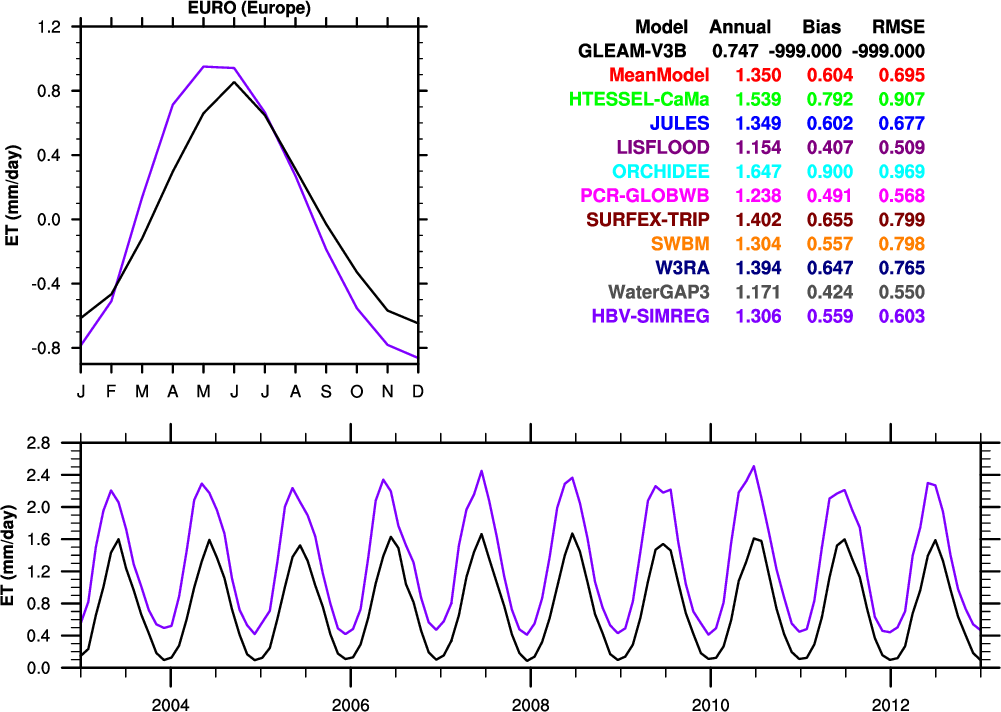 EURO (Europe)
1.2
0.8
0.4
0.0
-0.4
-0.8
ET (mm/day)
J F M A M J J A S O N D
Model Annual Bias RMSE
GLEAM-V3B 0.747 -999.000 -999.000
MeanModel 1.350 0.604 0.695
HTESSEL-CaMa 1.539 0.792 0.907
JULES 1.349 0.602 0.677
LISFLOOD 1.154 0.407 0.509
ORCHIDEE 1.647 0.900 0.969
PCR-GLOBWB 1.238 0.491 0.568
SURFEX-TRIP 1.402 0.655 0.799
SWBM 1.304 0.557 0.798
W3RA 1.394 0.647 0.765
WaterGAP3 1.171 0.424 0.550
HBV-SIMREG 1.306 0.559 0.603
2.8
2.4
2.0
1.6
1.2
0.8
0.4
0.0
ET (mm/day)
2004 2006 2008 2010 2012